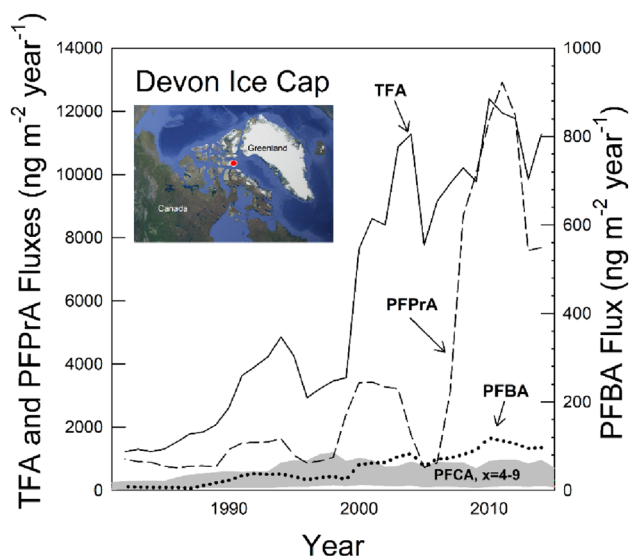 TFA and PFPrA Fluxes (ng m⁻² year⁻¹)
14000
12000
10000
8000
6000
4000
2000
0
Devon Ice Cap
Greenland
Canada
TFA
PFPrA
PFBA
PFCA, x=4-9
1000
800
600
400
200
0
PFBA Flux (ng m⁻² year⁻¹)
1990
2000
2010
Year